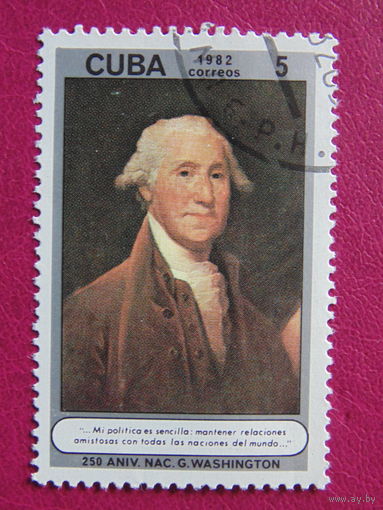 CUBA 1982 correos 5
"... Mi política es sencilla: mantener relaciones
amistosas con todas las naciones del mundo..."
250 ANIV. NAC. G. WASHINGTON
www.ay.by